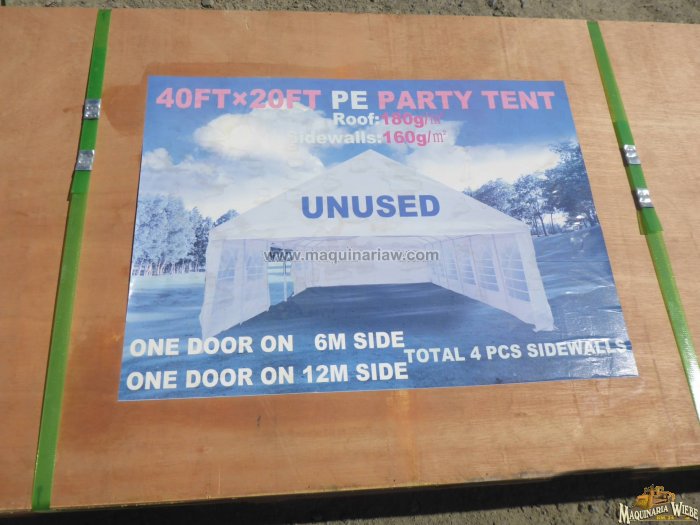 40FT×20FT PE PARTY TENT
Roof:180g/㎡
Sidewalls:160g/㎡
UNUSED
www.maquinariaw.com
ONE DOOR ON 6M SIDE
TOTAL 4 PCS SIDEWALLS
ONE DOOR ON 12M SIDE
MAQUINARIA WIEBE